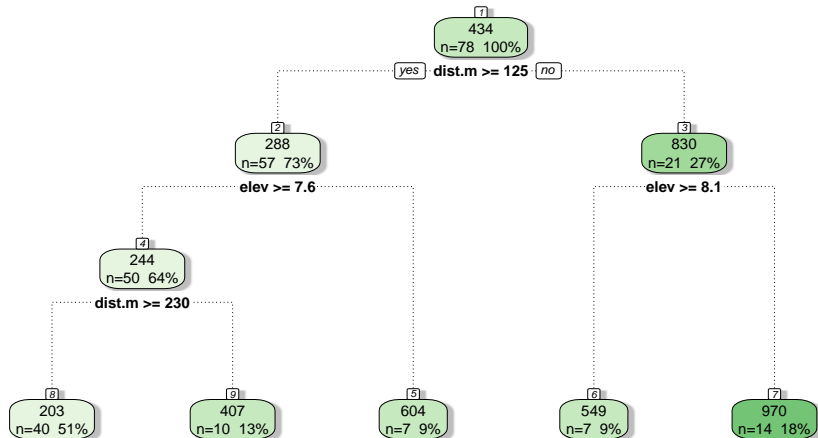 1
434
n=78 100%
yes dist.m >= 125 no
2
288
n=57 73%
3
830
n=21 27%
elev >= 7.6
elev >= 8.1
4
244
n=50 64%
dist.m >= 230
8
203
n=40 51%
9
407
n=10 13%
5
604
n=7 9%
6
549
n=7 9%
7
970
n=14 18%